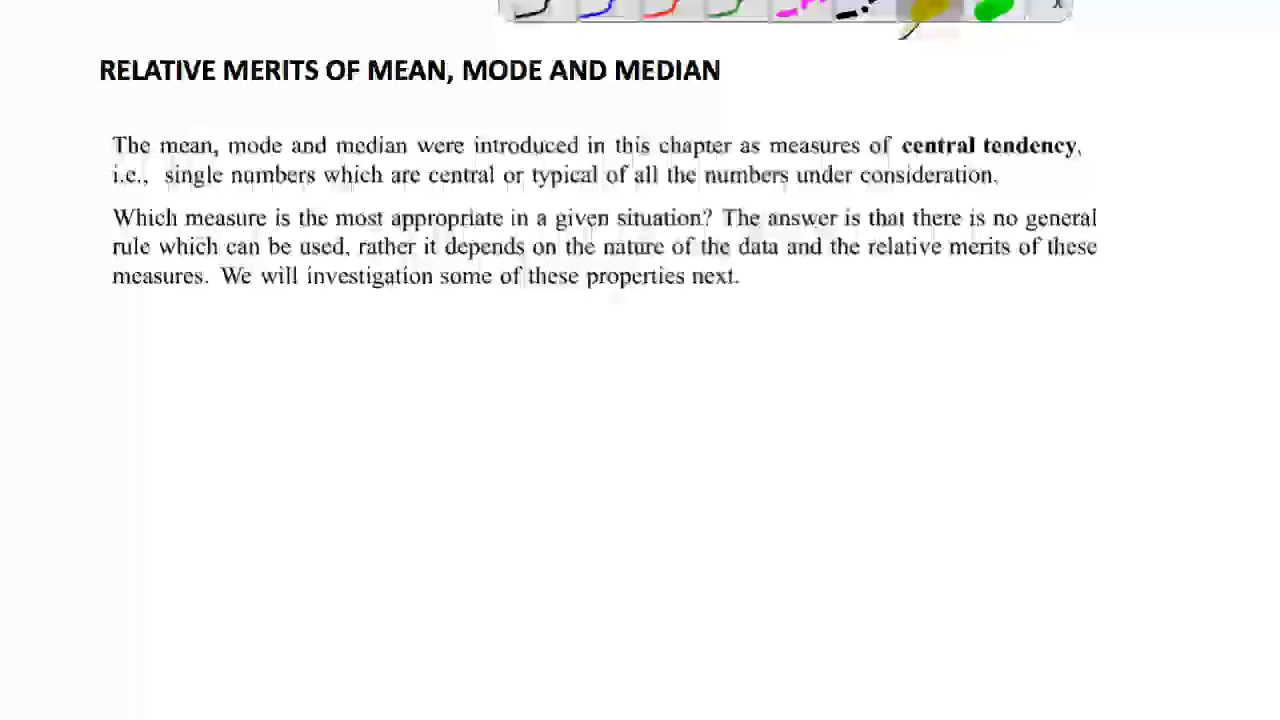 RELATIVE MERITS OF MEAN, MODE AND MEDIAN
The mean, mode and median were introduced in this chapter as measures of central tendency,
i.e., single numbers which are central or typical of all the numbers under consideration.
Which measure is the most appropriate in a given situation? The answer is that there is no general
rule which can be used, rather it depends on the nature of the data and the relative merits of these
measures. We will investigation some of these properties next.